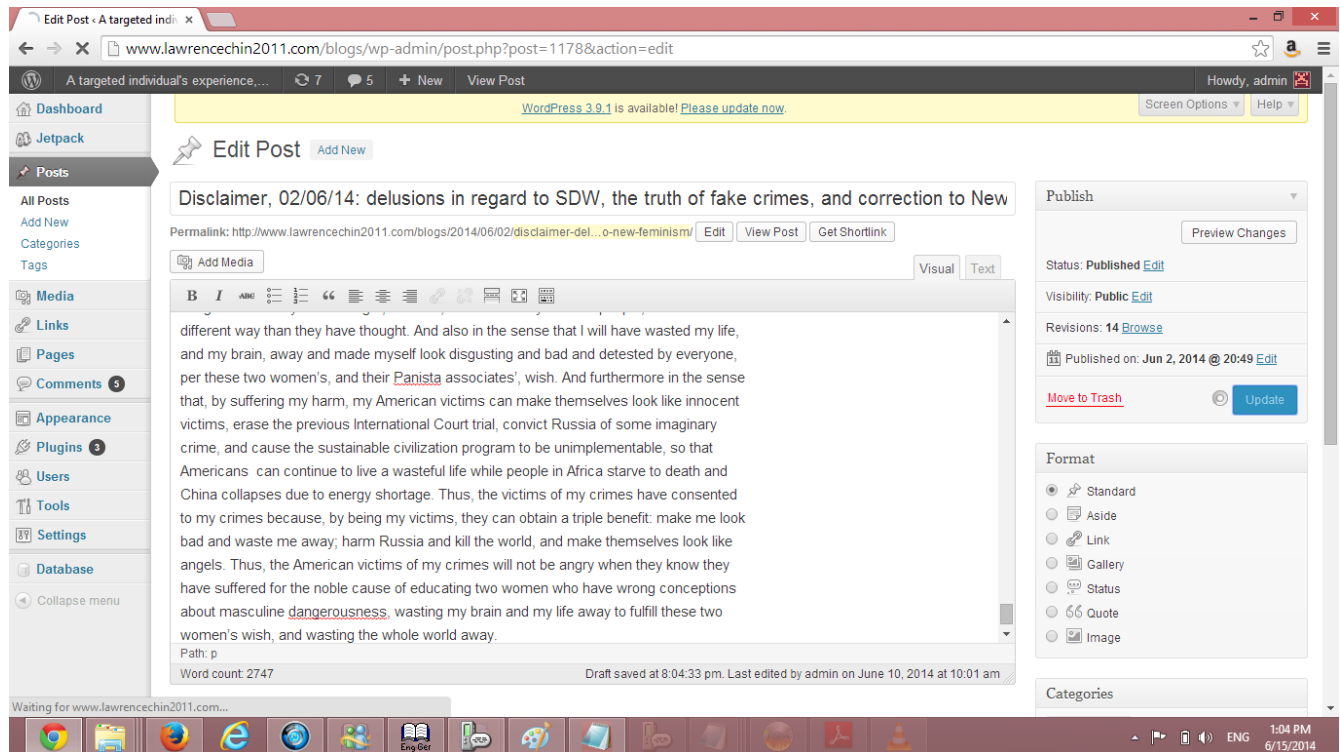 Edit Post ‹ A targeted indiv
www.lawrencechin2011.com/blogs/wp-admin/post.php?post=1178&action=edit
A targeted individual's experience,... 7 5 + New View Post Howdy, admin
Dashboard
WordPress 3.9.1 is available! Please update now.
Screen Options Help
Jetpack
Edit Post Add New
Posts
All Posts
Add New
Categories
Tags
Media
Links
Pages
Comments 5
Appearance
Plugins 3
Users
Tools
Settings
Database
Collapse menu
Disclaimer, 02/06/14: delusions in regard to SDW, the truth of fake crimes, and correction to New
Permalink: http://www.lawrencechin2011.com/blogs/2014/06/02/disclaimer-del...o-new-feminism/ Edit View Post Get Shortlink
Add Media
Visual Text
B I ABC
different way than they have thought. And also in the sense that I will have wasted my life,
and my brain, away and made myself look disgusting and bad and detested by everyone,
per these two women's, and their Panista associates', wish. And furthermore in the sense
that, by suffering my harm, my American victims can make themselves look like innocent
victims, erase the previous International Court trial, convict Russia of some imaginary
crime, and cause the sustainable civilization program to be unimplementable, so that
Americans can continue to live a wasteful life while people in Africa starve to death and
China collapses due to energy shortage. Thus, the victims of my crimes have consented
to my crimes because, by being my victims, they can obtain a triple benefit: make me look
bad and waste me away; harm Russia and kill the world, and make themselves look like
angels. Thus, the American victims of my crimes will not be angry when they know they
have suffered for the noble cause of educating two women who have wrong conceptions
about masculine dangerousness, wasting my brain and my life away to fulfill these two
women's wish, and wasting the whole world away.
Path: p
Word count: 2747
Draft saved at 8:04:33 pm. Last edited by admin on June 10, 2014 at 10:01 am
Publish
Preview Changes
Status: Published Edit
Visibility: Public Edit
Revisions: 14 Browse
Published on: Jun 2, 2014 @ 20:49 Edit
Move to Trash
Update
Format
Standard
Aside
Link
Gallery
Status
Quote
Image
Categories
Waiting for www.lawrencechin2011.com...
Eng-Ger
ENG
1:04 PM
6/15/2014